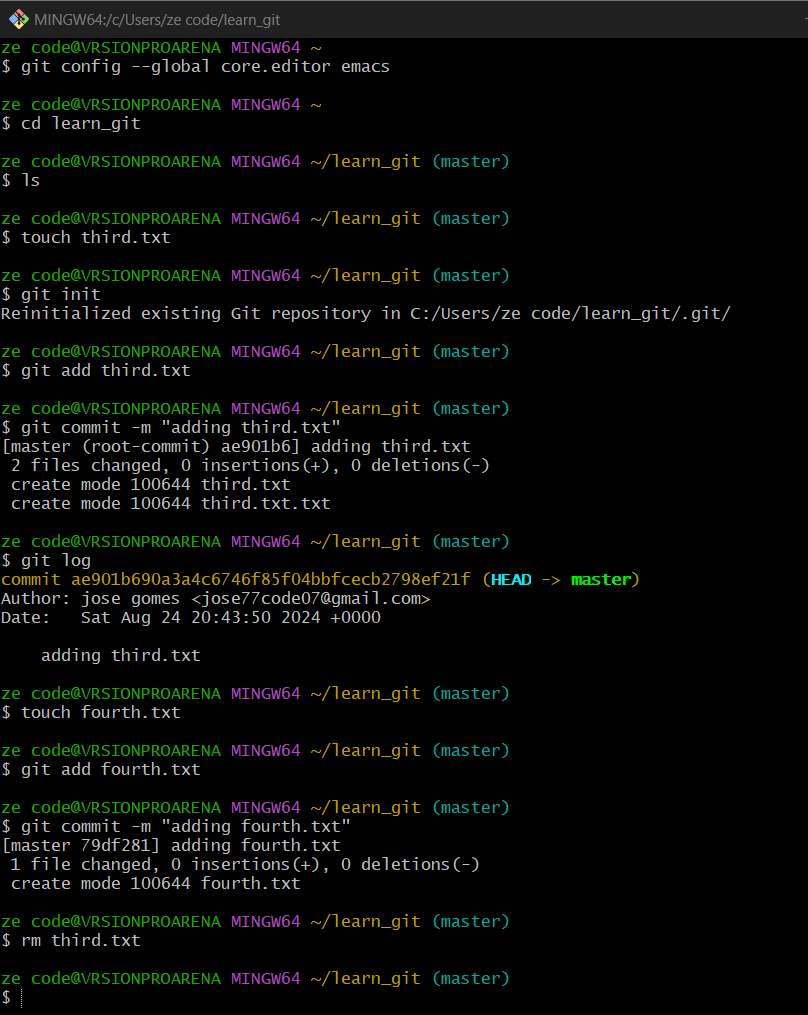 MINGW64:/c/Users/ze code/learn_git
ze code@VRSIONPROARENA MINGW64 ~
$ git config --global core.editor emacs
ze code@VRSIONPROARENA MINGW64 ~
$ cd learn_git
ze code@VRSIONPROARENA MINGW64 ~/learn_git (master)
$ ls
ze code@VRSIONPROARENA MINGW64 ~/learn_git (master)
$ touch third.txt
ze code@VRSIONPROARENA MINGW64 ~/learn_git (master)
$ git init
Reinitialized existing Git repository in C:/Users/ze code/learn_git/.git/
ze code@VRSIONPROARENA MINGW64 ~/learn_git (master)
$ git add third.txt
ze code@VRSIONPROARENA MINGW64 ~/learn_git (master)
$ git commit -m "adding third.txt"
[master (root-commit) ae901b6] adding third.txt
 2 files changed, 0 insertions(+), 0 deletions(-)
 create mode 100644 third.txt
 create mode 100644 third.txt.txt
ze code@VRSIONPROARENA MINGW64 ~/learn_git (master)
$ git log
commit ae901b690a3a4c6746f85f04bbfcecb2798ef21f (HEAD -> master)
Author: jose gomes <jose77code07@gmail.com>
Date:   Sat Aug 24 20:43:50 2024 +0000
    adding third.txt
ze code@VRSIONPROARENA MINGW64 ~/learn_git (master)
$ touch fourth.txt
ze code@VRSIONPROARENA MINGW64 ~/learn_git (master)
$ git add fourth.txt
ze code@VRSIONPROARENA MINGW64 ~/learn_git (master)
$ git commit -m "adding fourth.txt"
[master 79df281] adding fourth.txt
 1 file changed, 0 insertions(+), 0 deletions(-)
 create mode 100644 fourth.txt
ze code@VRSIONPROARENA MINGW64 ~/learn_git (master)
$ rm third.txt
ze code@VRSIONPROARENA MINGW64 ~/learn_git (master)
$